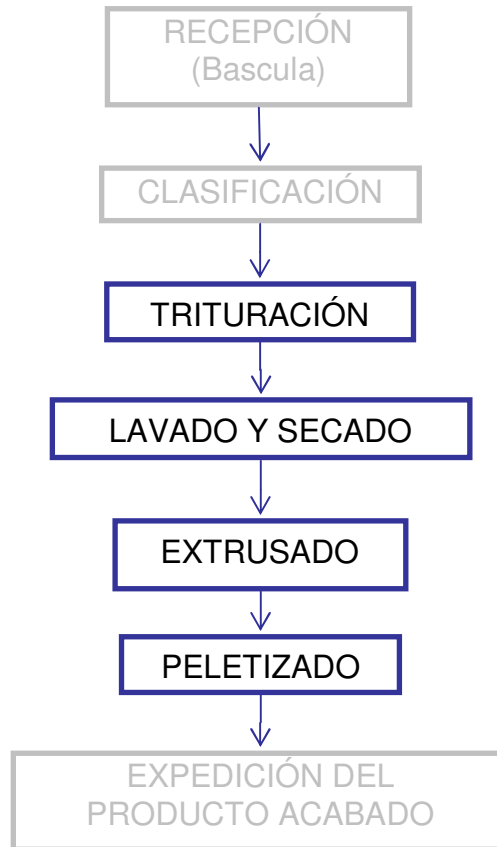 RECEPCIÓN
(Bascula)
CLASIFICACIÓN
TRITURACIÓN
LAVADO Y SECADO
EXTRUSADO
PELETIZADO
EXPEDICIÓN DEL
PRODUCTO ACABADO